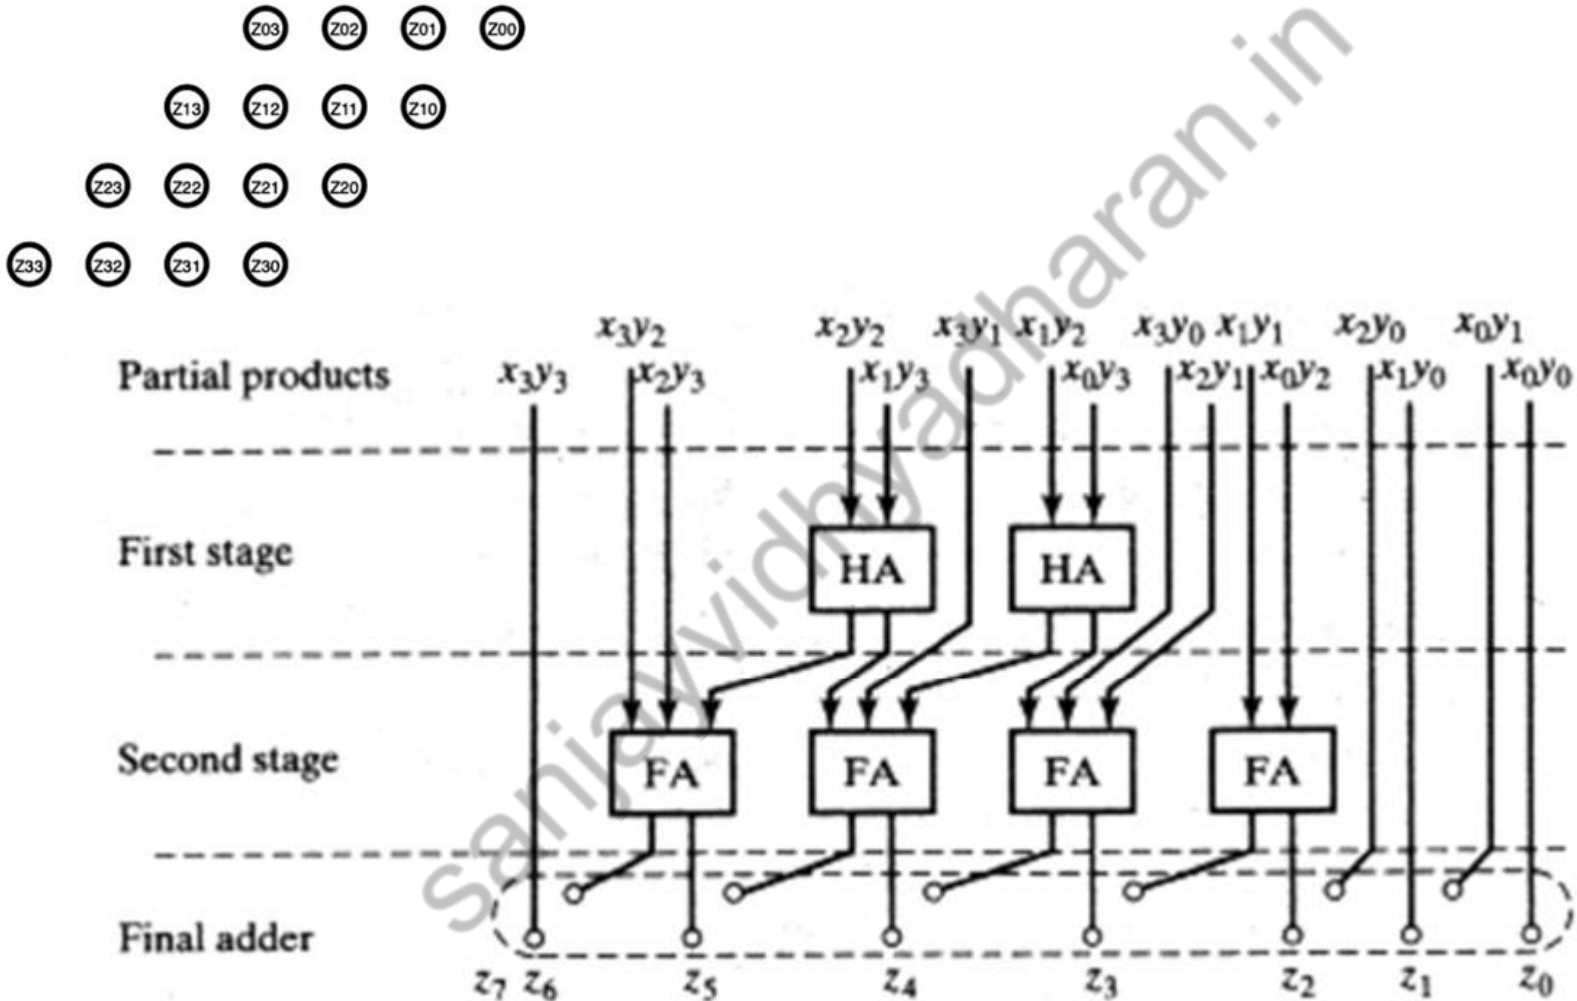 Z03 Z02 Z01 Z00
Z13 Z12 Z11 Z10
Z23 Z22 Z21 Z20
Z33 Z32 Z31 Z30
x3y2 x2y2 x3y1 x1y2 x3y0 x1y1 x2y0 x0y1
Partial products x3y3 x2y3 x1y3 x0y3 x2y1 x0y2 x1y0 x0y0
First stage HA HA
Second stage FA FA FA FA
Final adder
z7 z6 z5 z4 z3 z2 z1 z0
sanjayvidhyadharan.in